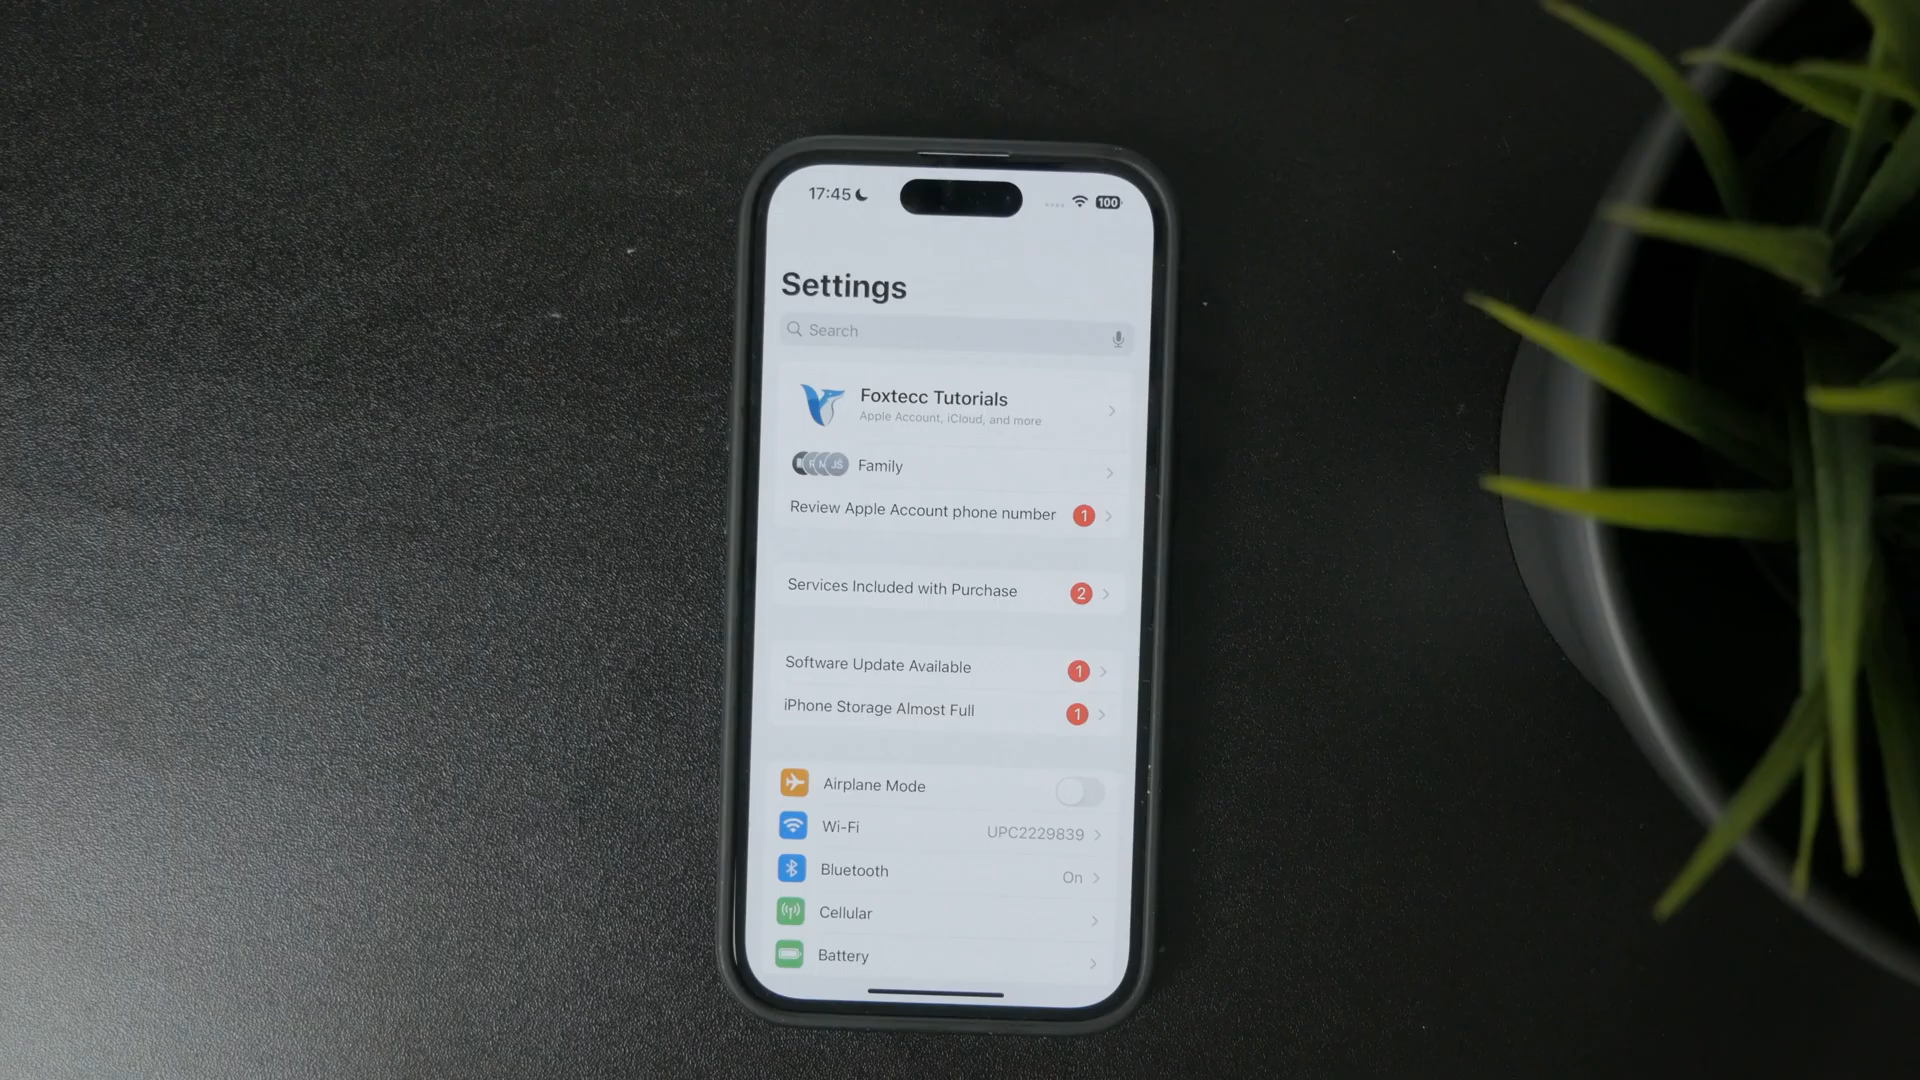 17:45
100
Settings
Search
Foxtecc Tutorials
Apple Account, iCloud, and more
R N JŠ
Family
Review Apple Account phone number 1
Services Included with Purchase 2
Software Update Available 1
iPhone Storage Almost Full 1
Airplane Mode
Wi-Fi UPC2229839
Bluetooth On
Cellular
Battery